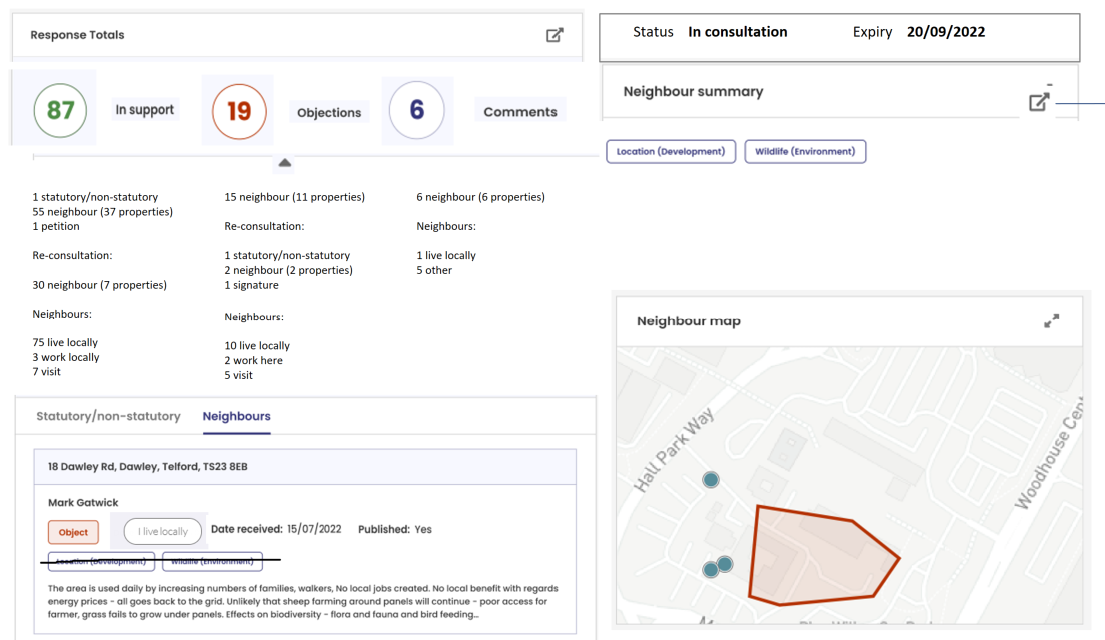 Response Totals
87
In support
19
Objections
6
Comments
1 statutory/non-statutory
55 neighbour (37 properties)
1 petition
Re-consultation:
30 neighbour (7 properties)
Neighbours:
75 live locally
3 work locally
7 visit
15 neighbour (11 properties)
Re-consultation:
1 statutory/non-statutory
2 neighbour (2 properties)
1 signature
Neighbours:
10 live locally
2 work here
5 visit
6 neighbour (6 properties)
Neighbours:
1 live locally
5 other
Statutory/non-statutory Neighbours
18 Dawley Rd, Dawley, Telford, TS23 8EB
Mark Gatwick
Object I live locally Date received: 15/07/2022 Published: Yes
Location (Development) Wildlife (Environment)
The area is used daily by increasing numbers of families, walkers, No local jobs created. No local benefit with regards
energy prices - all goes back to the grid. Unlikely that sheep farming around panels will continue - poor access for
farmer, grass fails to grow under panels. Effects on biodiversity - flora and fauna and bird feeding...
Status In consultation Expiry 20/09/2022
Neighbour summary
Location (Development) Wildlife (Environment)
Neighbour map
Hall Park Way
Woodhouse Cen